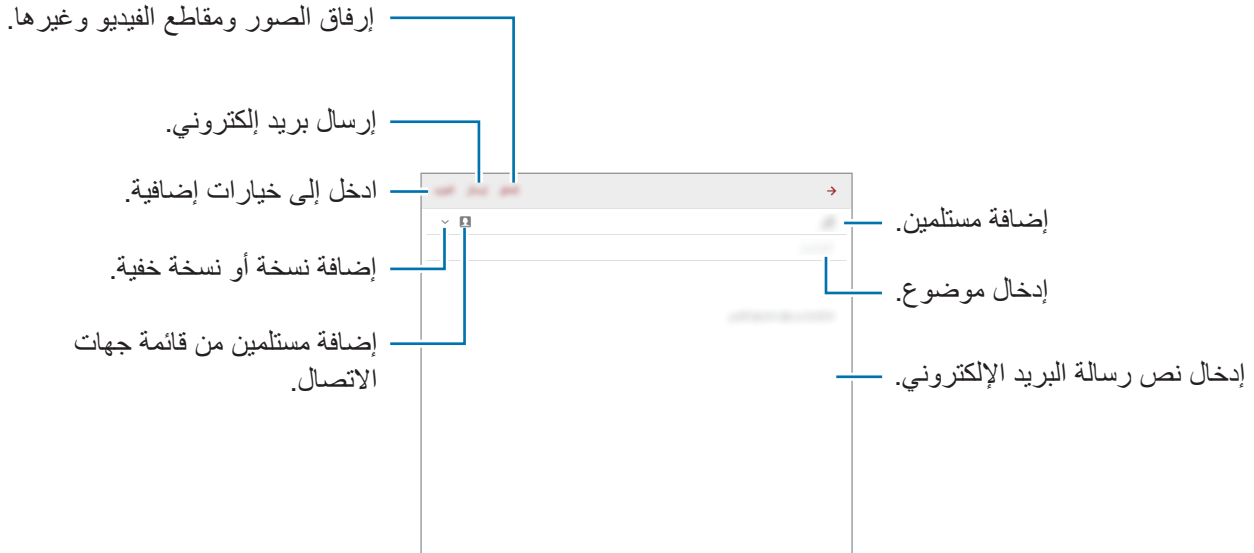 إرفاق الصور ومقاطع الفيديو وغيرها.
إرسال بريد إلكتروني.
ادخل إلى خيارات إضافية.
إضافة مستلمين.
إضافة نسخة أو نسخة خفية.
إدخال موضوع.
إضافة مستلمين من قائمة جهات
الاتصال.
إدخال نص رسالة البريد الإلكتروني.